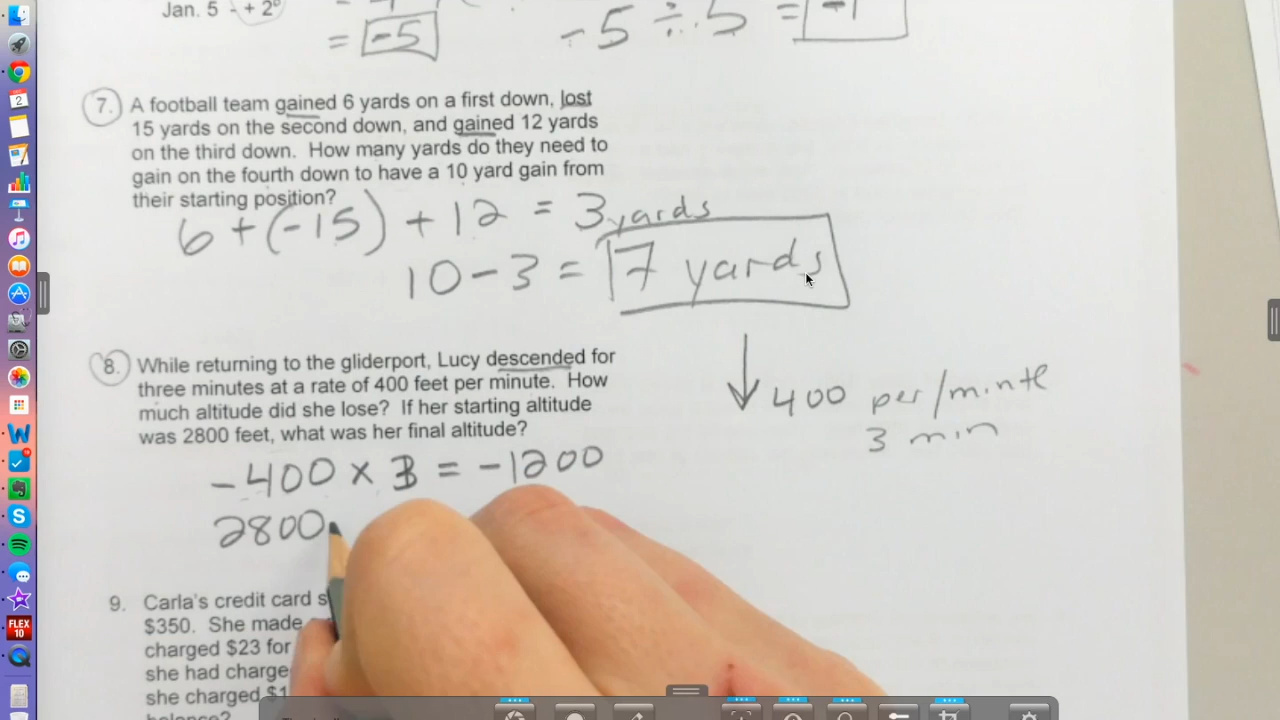 Jan. 5 - + 2°
= -5
-5 ÷ 5 = -1
7. A football team gained 6 yards on a first down, lost
15 yards on the second down, and gained 12 yards
on the third down. How many yards do they need to
gain on the fourth down to have a 10 yard gain from
their starting position?
6 + (-15) + 12 = 3 yards
10 - 3 = 7 yards
8. While returning to the gliderport, Lucy descended for
three minutes at a rate of 400 feet per minute. How
much altitude did she lose? If her starting altitude
was 2800 feet, what was her final altitude?
↓ 400 per/minte
3 min
-400 x 3 = -1200
2800
9. Carla's credit card s
$350. She made
charged $23 for
she had charge
she charged $1
balance?
2
FLEX
10